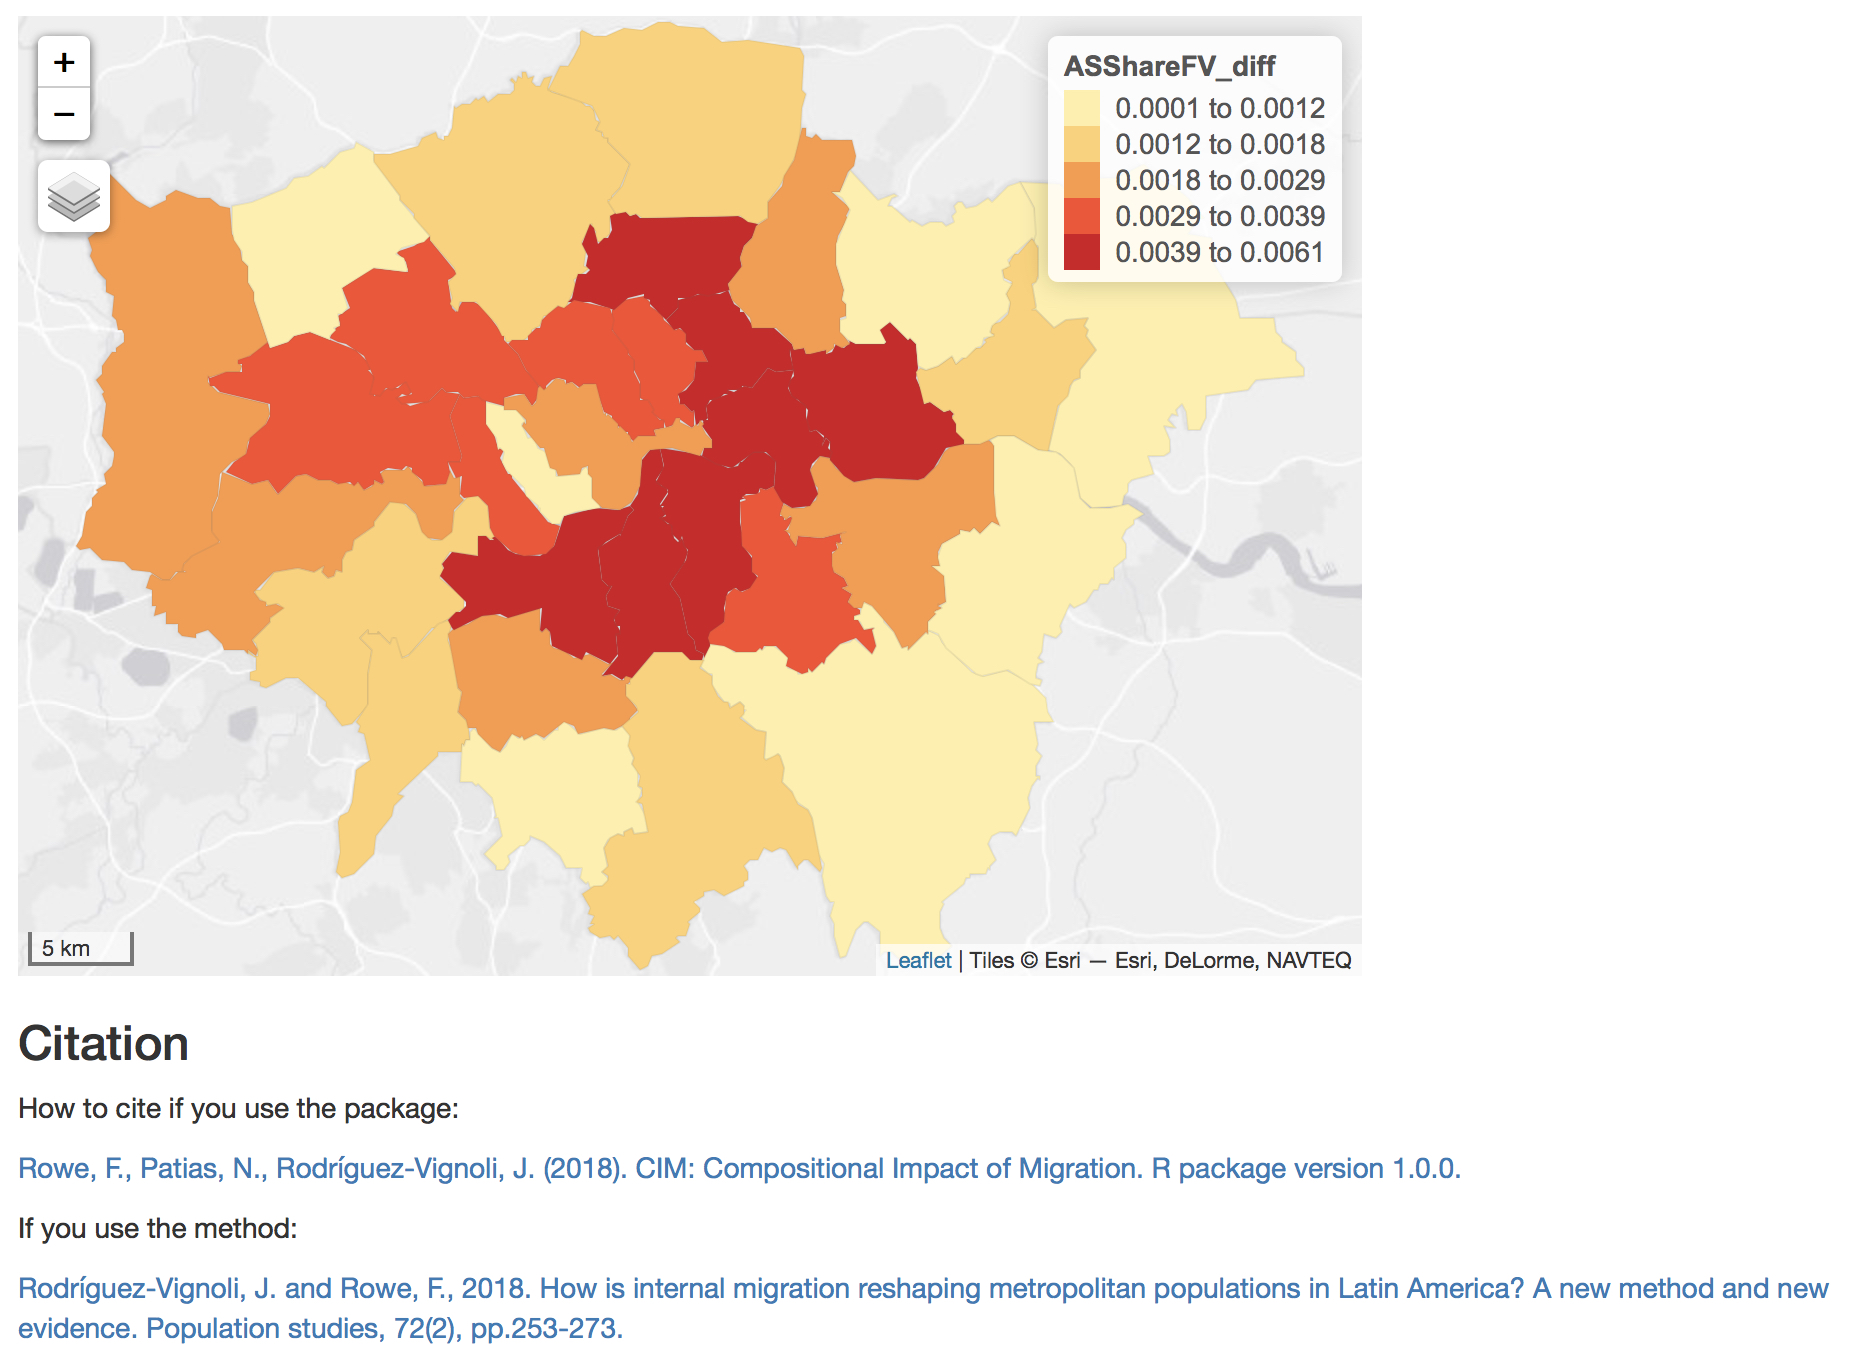 +
−
ASShareFV_diff
0.0001 to 0.0012
0.0012 to 0.0018
0.0018 to 0.0029
0.0029 to 0.0039
0.0039 to 0.0061
5 km
Leaflet | Tiles © Esri — Esri, DeLorme, NAVTEQ
Citation
How to cite if you use the package:
Rowe, F., Patias, N., Rodríguez-Vignoli, J. (2018). CIM: Compositional Impact of Migration. R package version 1.0.0.
If you use the method:
Rodríguez-Vignoli, J. and Rowe, F., 2018. How is internal migration reshaping metropolitan populations in Latin America? A new method and new
evidence. Population studies, 72(2), pp.253-273.